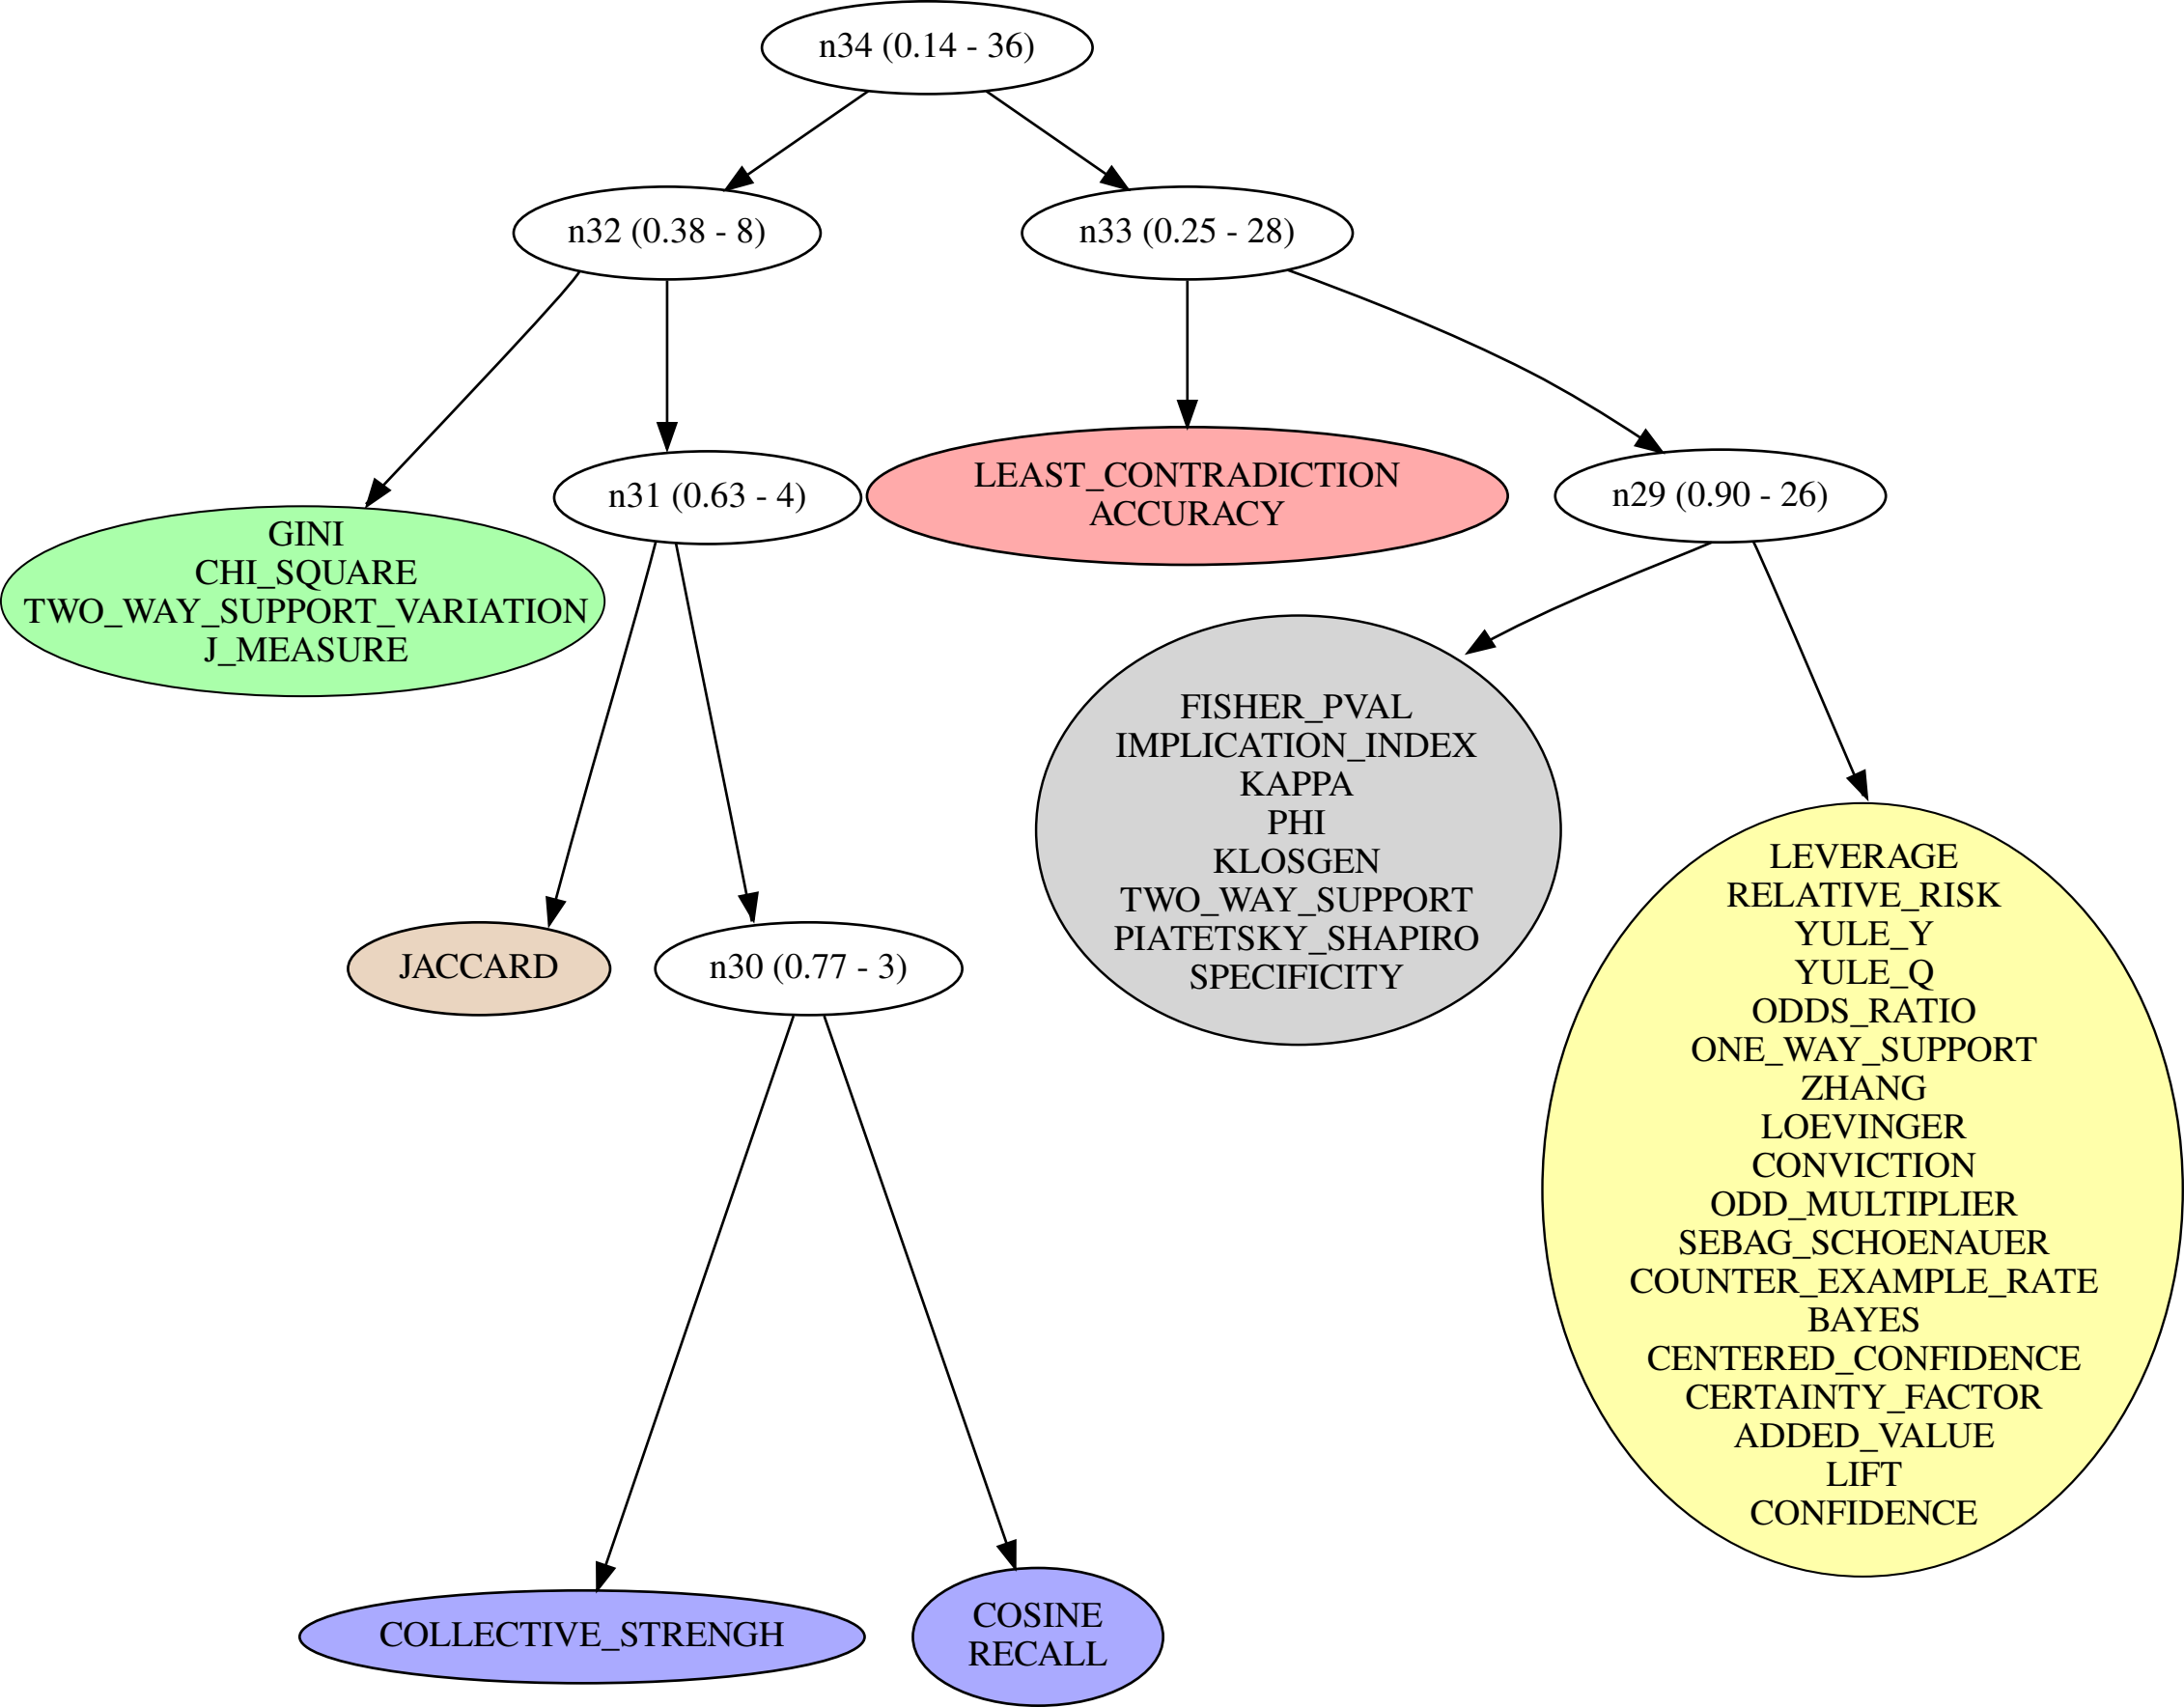 n34 (0.14 - 36)
n32 (0.38 - 8)
n33 (0.25 - 28)
GINI
CHI_SQUARE
TWO_WAY_SUPPORT_VARIATION
J_MEASURE
n31 (0.63 - 4)
LEAST_CONTRADICTION
ACCURACY
n29 (0.90 - 26)
JACCARD
n30 (0.77 - 3)
FISHER_PVAL
IMPLICATION_INDEX
KAPPA
PHI
KLOSGEN
TWO_WAY_SUPPORT
PIATETSKY_SHAPIRO
SPECIFICITY
LEVERAGE
RELATIVE_RISK
YULE_Y
YULE_Q
ODDS_RATIO
ONE_WAY_SUPPORT
ZHANG
LOEVINGER
CONVICTION
ODD_MULTIPLIER
SEBAG_SCHOENAUER
COUNTER_EXAMPLE_RATE
BAYES
CENTERED_CONFIDENCE
CERTAINTY_FACTOR
ADDED_VALUE
LIFT
CONFIDENCE
COLLECTIVE_STRENGH
COSINE
RECALL